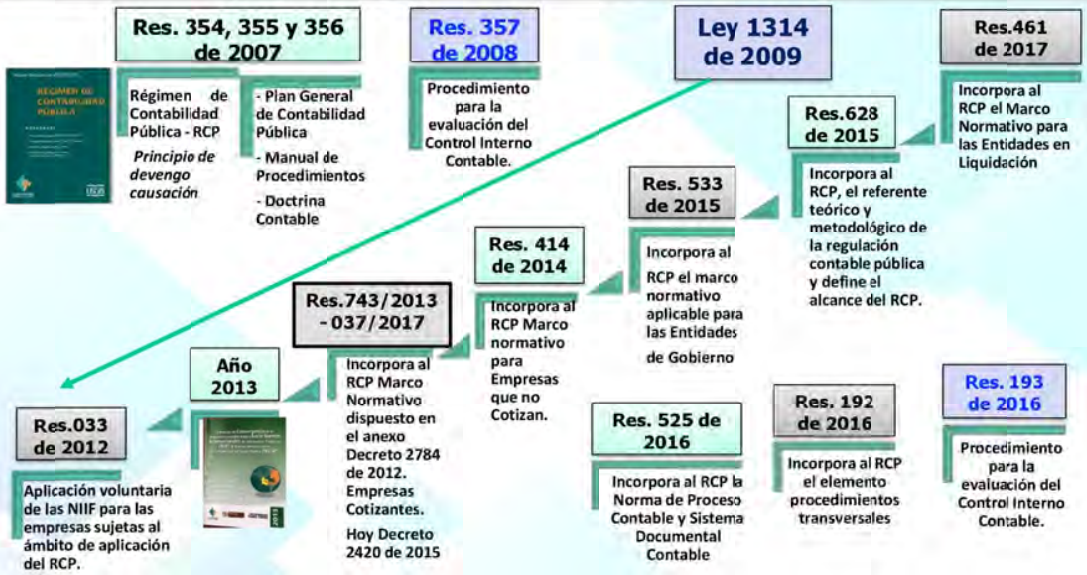 Res. 354, 355 y 356
de 2007
RÉGIMEN DE
CONTABILIDAD
PÚBLICA
Régimen de
Contabilidad
Pública - RCP
Principio de
devengo
causación
- Plan General
de Contabilidad
Pública
- Manual de
Procedimientos
- Doctrina
Contable
Res. 357
de 2008
Procedimiento
para la
evaluación del
Control Interno
Contable.
Ley 1314
de 2009
Res.461
de 2017
Incorpora al
RCP el Marco
Normativo para
las Entidades en
Liquidación
Res.628
de 2015
Incorpora al
RCP, el referente
teórico y
metodológico de
la regulación
contable pública
y define el
alcance del RCP.
Res. 533
de 2015
Incorpora al
RCP el marco
normativo
aplicable para
las Entidades
de Gobierno
Res. 414
de 2014
Incorpora al
RCP Marco
normativo
para
Empresas
que no
Cotizan.
Res.743/2013
- 037/2017
Incorpora al
RCP Marco
Normativo
dispuesto en
el anexo
Decreto 2784
de 2012.
Empresas
Cotizantes.
Hoy Decreto
2420 de 2015
Año
2013
2013
Res.033
de 2012
Aplicación voluntaria
de las NIIF para las
empresas sujetas al
ámbito de aplicación
del RCP.
Res. 525 de
2016
Incorpora al RCP la
Norma de Proceso
Contable y Sistema
Documental
Contable
Res. 192
de 2016
Incorpora al RCP
el elemento
procedimientos
transversales
Res. 193
de 2016
Procedimiento
para la
evaluación del
Control Interno
Contable.